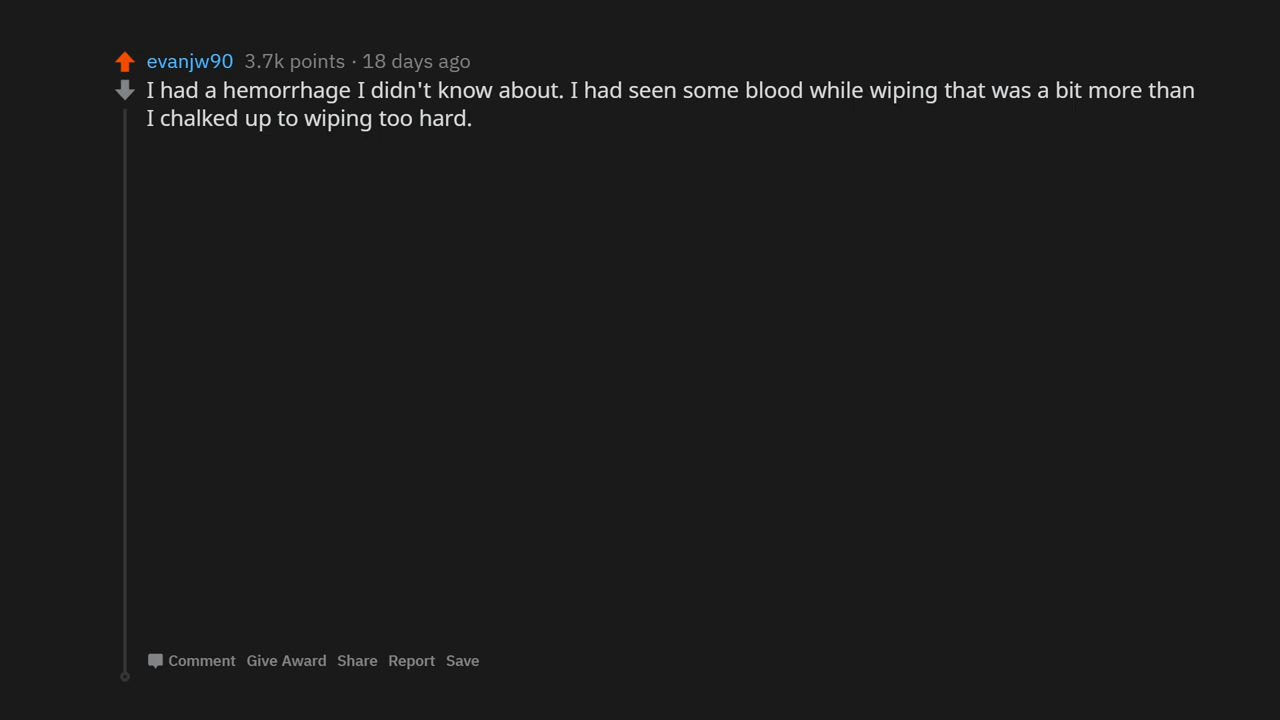 evanjw90 3.7k points · 18 days ago
I had a hemorrhage I didn't know about. I had seen some blood while wiping that was a bit more than
I chalked up to wiping too hard.
Comment Give Award Share Report Save